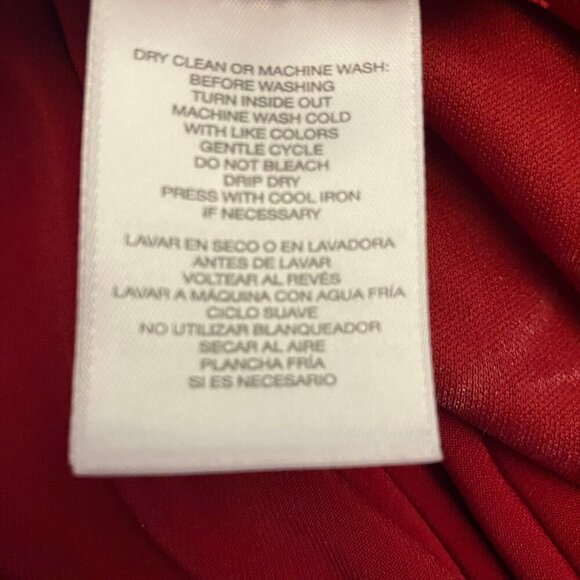 DRY CLEAN OR MACHINE WASH:
BEFORE WASHING
TURN INSIDE OUT
MACHINE WASH COLD
WITH LIKE COLORS
GENTLE CYCLE
DO NOT BLEACH
DRIP DRY
PRESS WITH COOL IRON
IF NECESSARY
LAVAR EN SECO O EN LAVADORA
ANTES DE LAVAR
VOLTEAR AL REVÉS
LAVAR A MÁQUINA CON AGUA FRÍA
CICLO SUAVE
NO UTILIZAR BLANQUEADOR
SECAR AL AIRE
PLANCHA FRÍA
SI ES NECESARIO